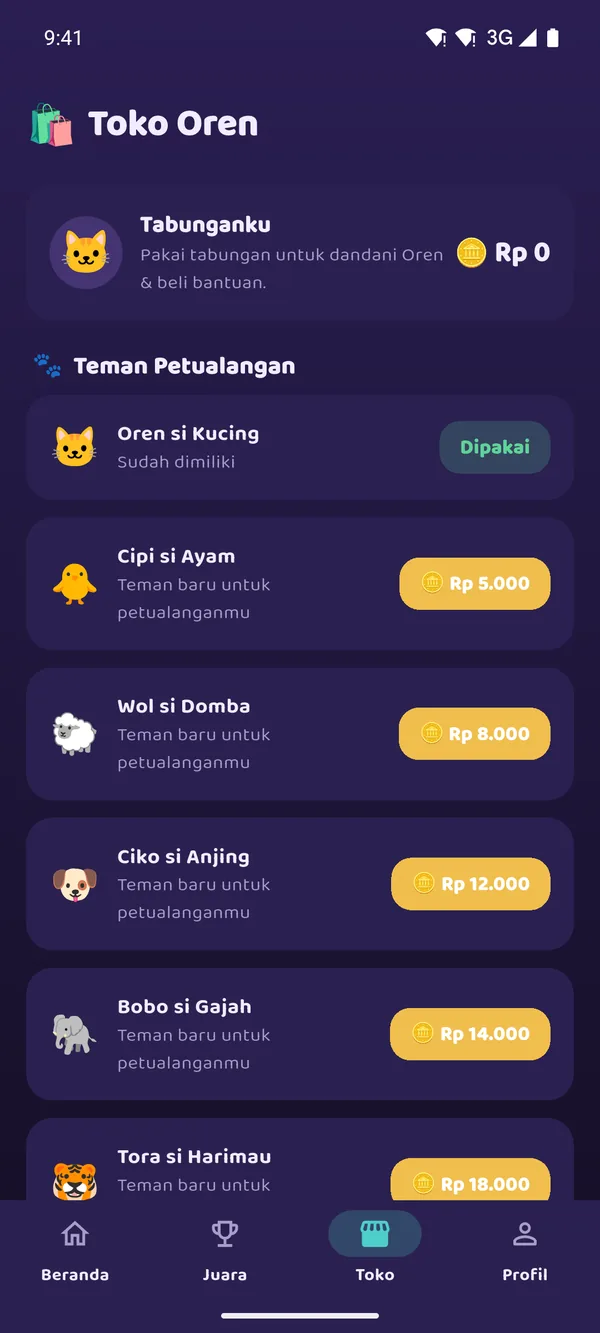 9:41
3G
Toko Oren
Tabunganku
Pakai tabungan untuk dandani Oren
& beli bantuan.
Rp 0
Teman Petualangan
Oren si Kucing
Sudah dimiliki
Dipakai
Cipi si Ayam
Teman baru untuk
petualanganmu
Rp 5.000
Wol si Domba
Teman baru untuk
petualanganmu
Rp 8.000
Ciko si Anjing
Teman baru untuk
petualanganmu
Rp 12.000
Bobo si Gajah
Teman baru untuk
petualanganmu
Rp 14.000
Tora si Harimau
Teman baru untuk
Rp 18.000
Beranda
Juara
Toko
Profil